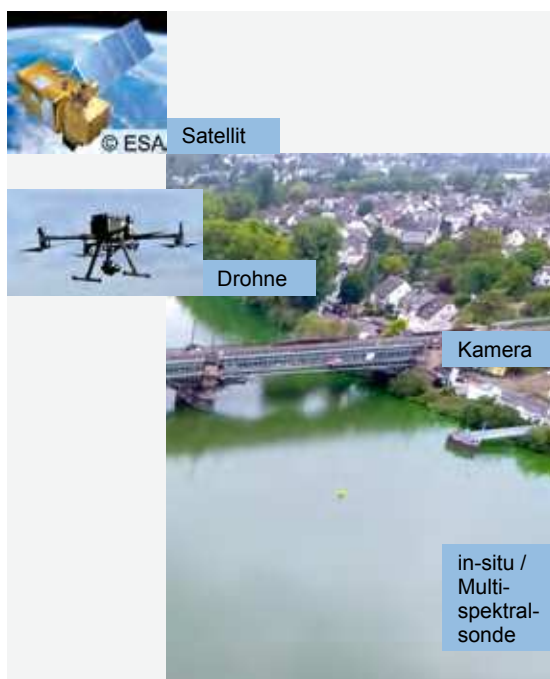 © ESA
Satellit
Drohne
Kamera
in-situ /
Multi-
spektral-
sonde